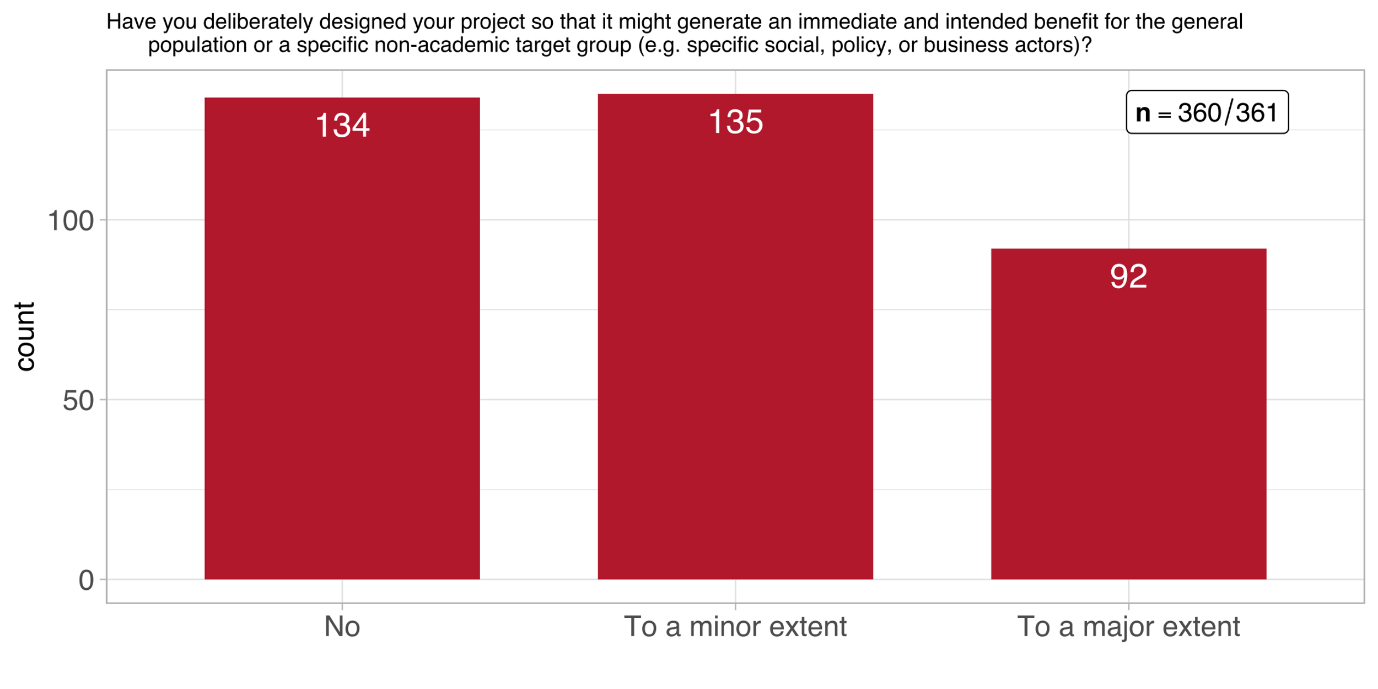 Have you deliberately designed your project so that it might generate an immediate and intended benefit for the general
population or a specific non-academic target group (e.g. specific social, policy, or business actors)?
n = 360/361
134
135
92
100
50
0
count
No
To a minor extent
To a major extent